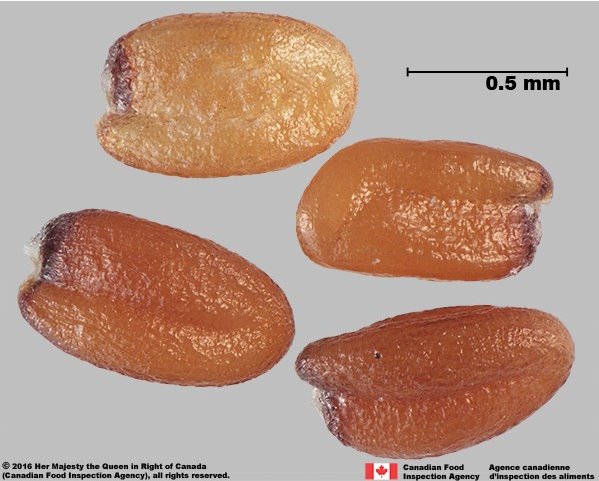 0.5 mm
© 2016 Her Majesty the Queen in Right of Canada
(Canadian Food Inspection Agency), all rights reserved.
Canadian Food
Inspection Agency
Agence canadienne
d'inspection des aliments